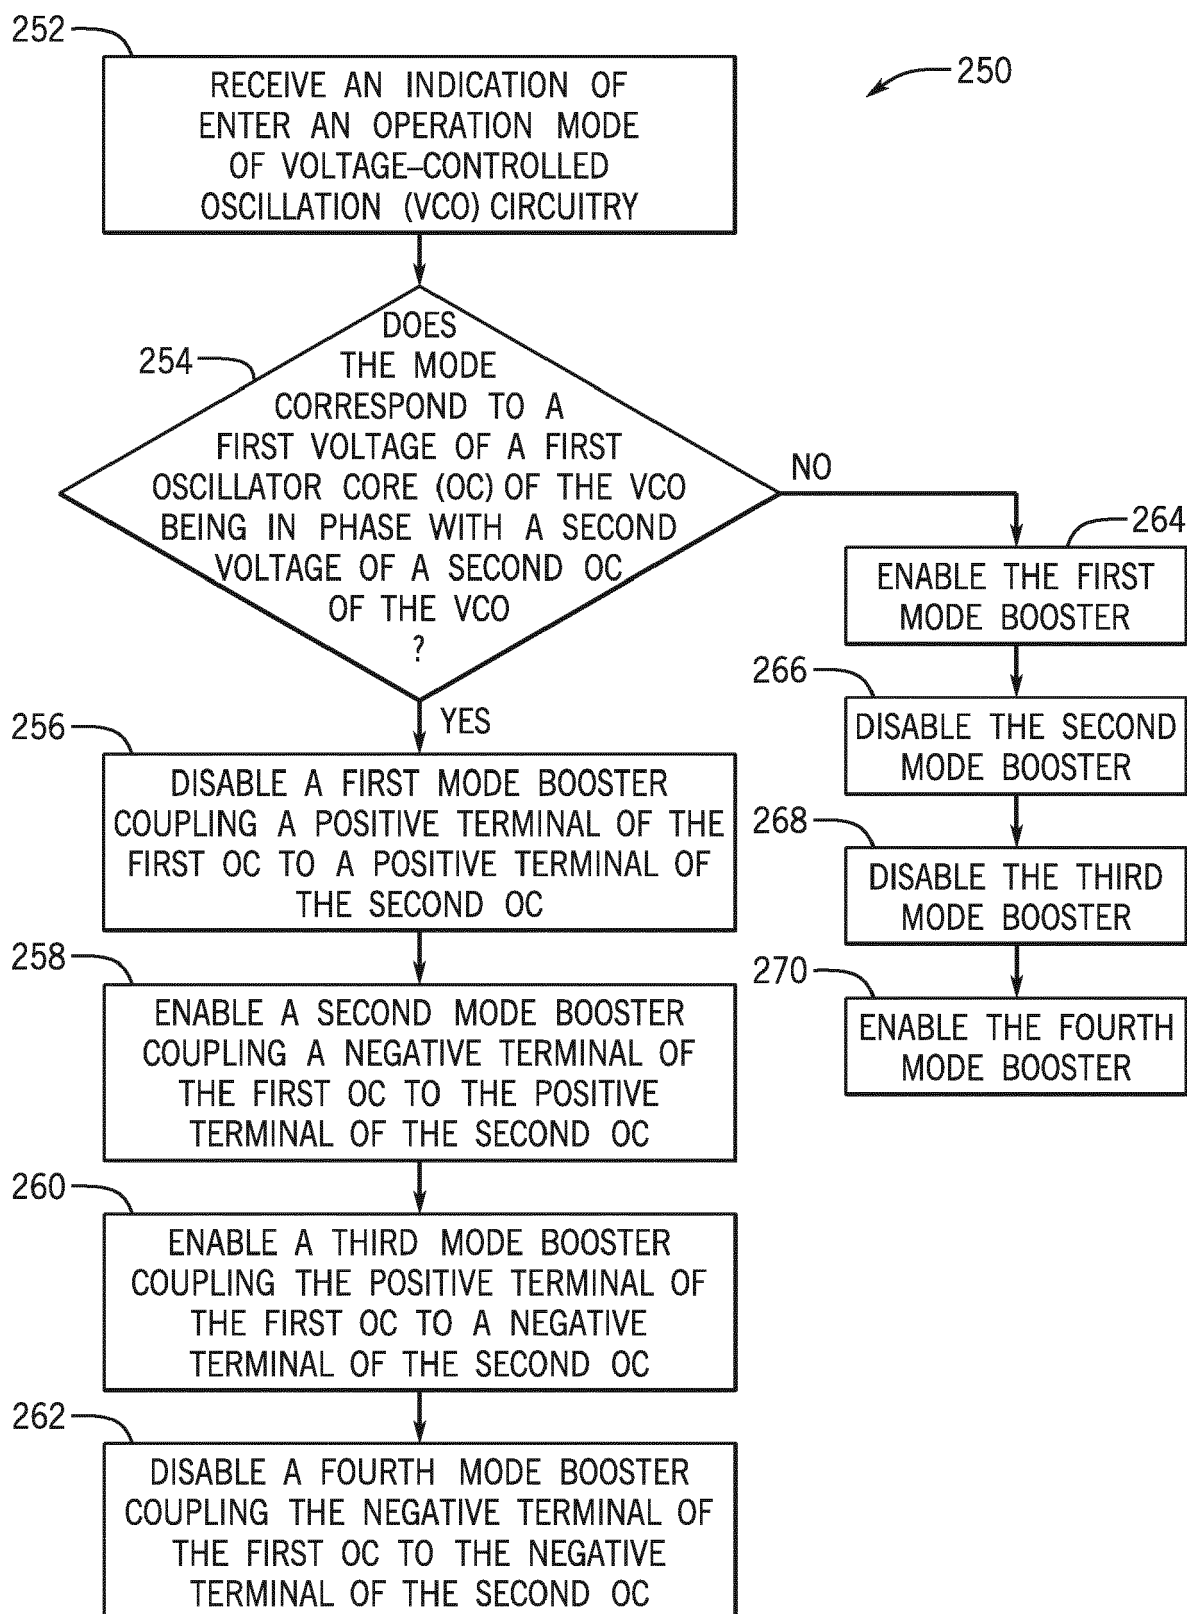 252
RECEIVE AN INDICATION OF
ENTER AN OPERATION MODE
OF VOLTAGE–CONTROLLED
OSCILLATION (VCO) CIRCUITRY
250
254
DOES
THE MODE
CORRESPOND TO A
FIRST VOLTAGE OF A FIRST
OSCILLATOR CORE (OC) OF THE VCO
BEING IN PHASE WITH A SECOND
VOLTAGE OF A SECOND OC
OF THE VCO
?
NO
YES
256
DISABLE A FIRST MODE BOOSTER
COUPLING A POSITIVE TERMINAL OF THE
FIRST OC TO A POSITIVE TERMINAL OF
THE SECOND OC
258
ENABLE A SECOND MODE BOOSTER
COUPLING A NEGATIVE TERMINAL OF
THE FIRST OC TO THE POSITIVE
TERMINAL OF THE SECOND OC
260
ENABLE A THIRD MODE BOOSTER
COUPLING THE POSITIVE TERMINAL OF
THE FIRST OC TO A NEGATIVE
TERMINAL OF THE SECOND OC
262
DISABLE A FOURTH MODE BOOSTER
COUPLING THE NEGATIVE TERMINAL OF
THE FIRST OC TO THE NEGATIVE
TERMINAL OF THE SECOND OC
264
ENABLE THE FIRST
MODE BOOSTER
266
DISABLE THE SECOND
MODE BOOSTER
268
DISABLE THE THIRD
MODE BOOSTER
270
ENABLE THE FOURTH
MODE BOOSTER